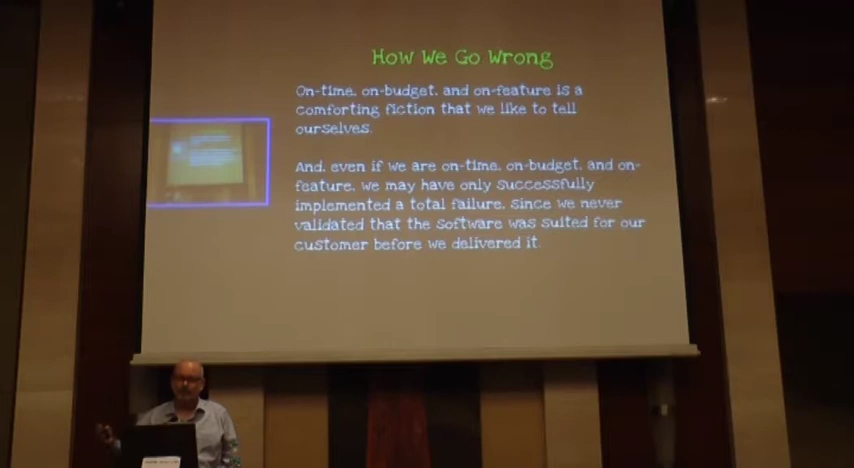 How We Go Wrong
On-time, on-budget, and on-feature is a
comforting fiction that we like to tell
ourselves.
And, even if we are on-time, on-budget, and on-
feature, we may have only successfully
implemented a total failure, since we never
validated that the software was suited for our
customer before we delivered it.